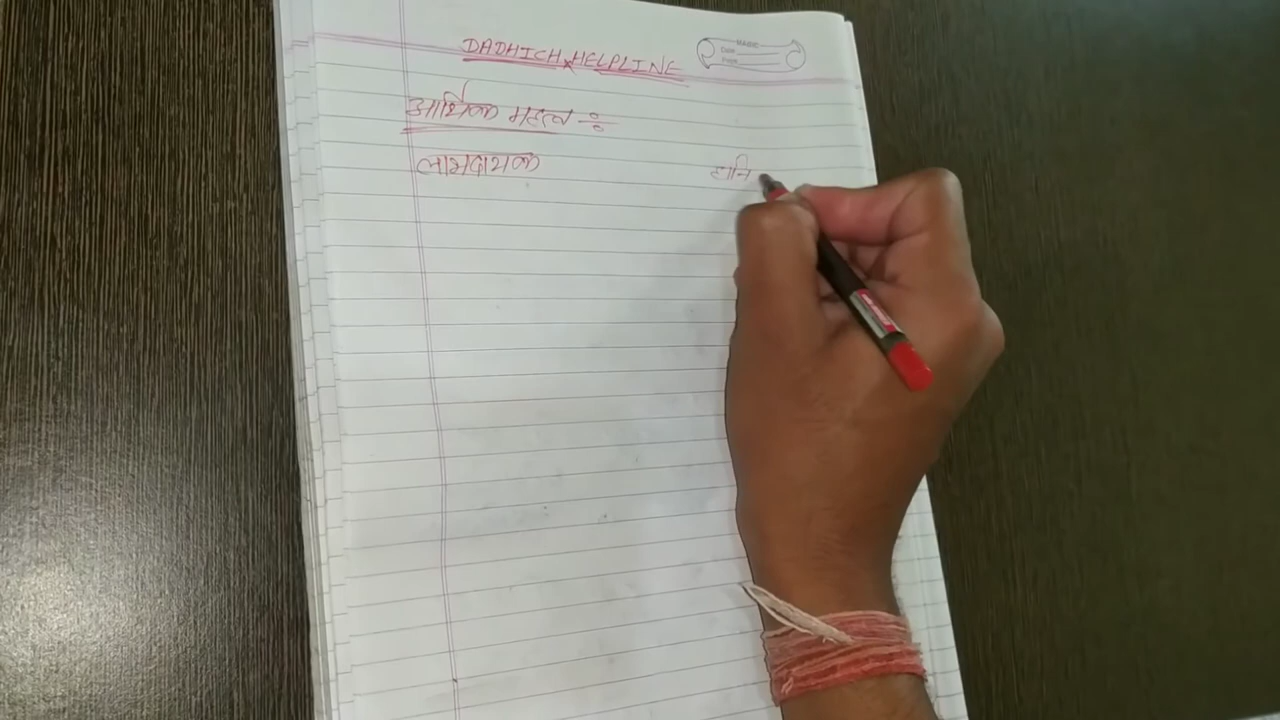 DADHICH HELPLINE
आर्थिक महत्व ÷
लाभदायक हानि